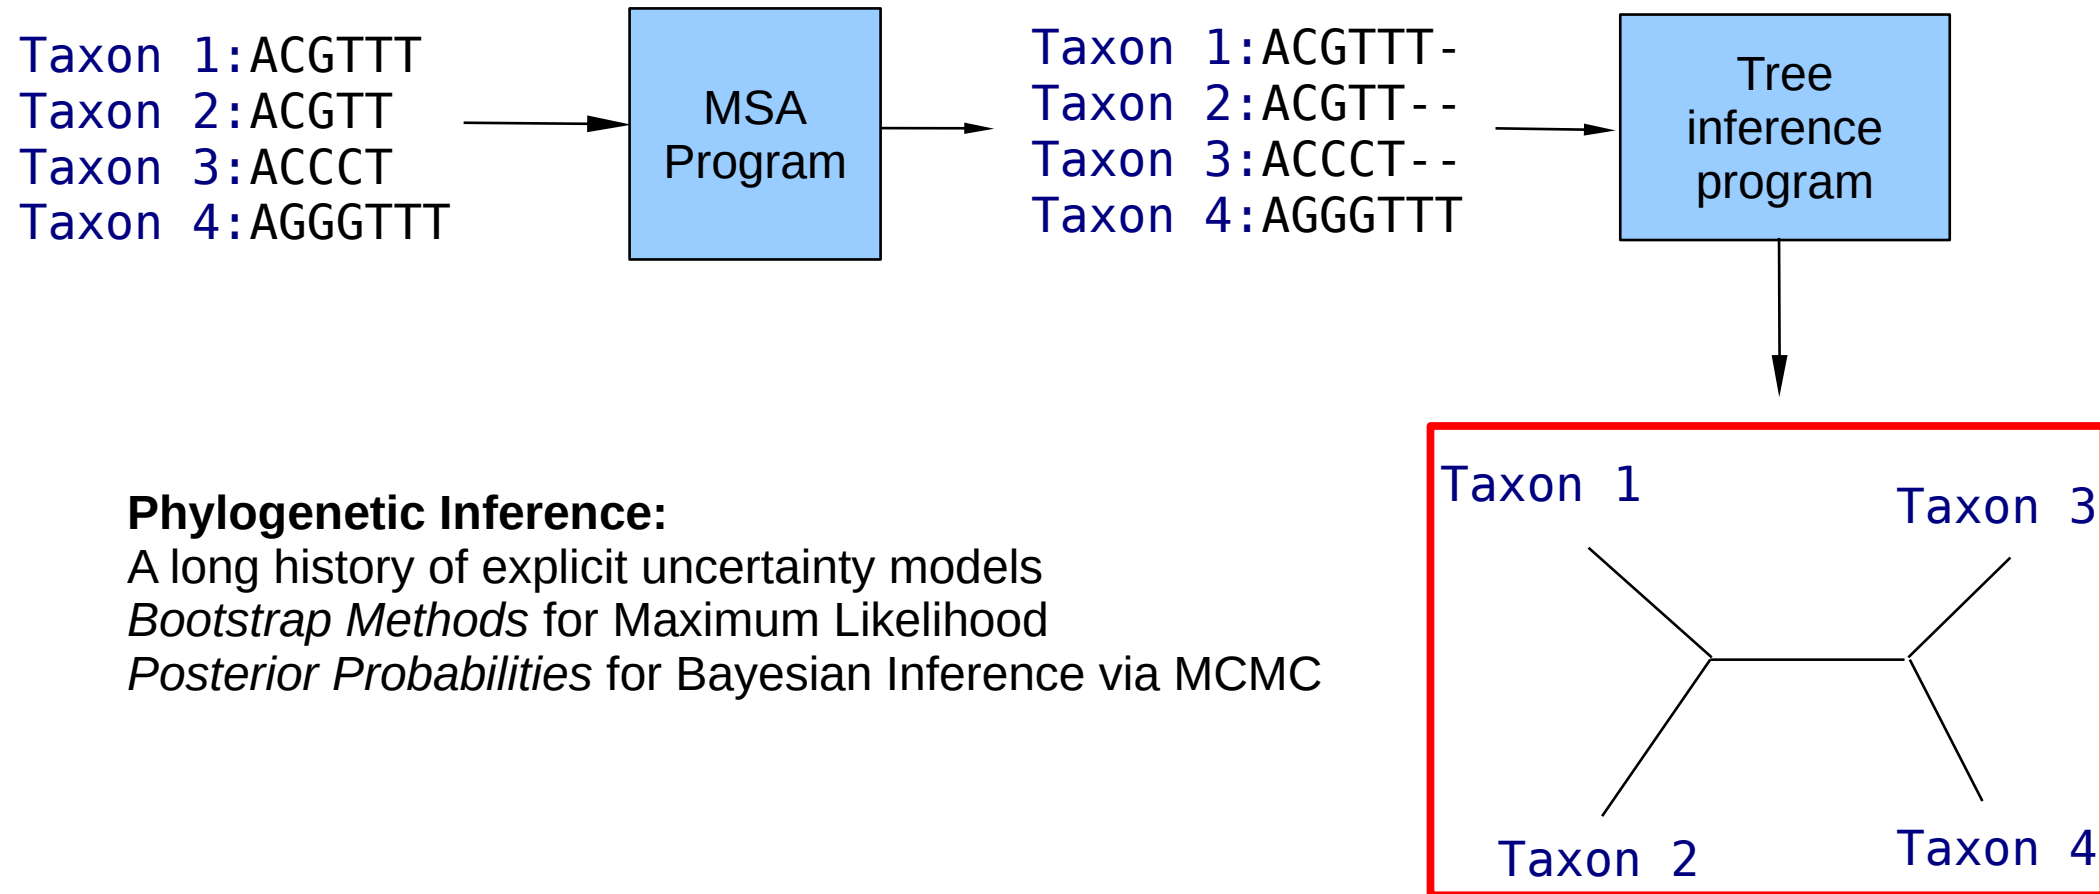 Taxon 1:ACGTTT
Taxon 2:ACGTT
Taxon 3:ACCCT
Taxon 4:AGGGTTT
MSA
Program
Taxon 1:ACGTTT-
Taxon 2:ACGTT--
Taxon 3:ACCCT--
Taxon 4:AGGGTTT
Tree
inference
program
Phylogenetic Inference:
A long history of explicit uncertainty models
Bootstrap Methods for Maximum Likelihood
Posterior Probabilities for Bayesian Inference via MCMC
Taxon 1
Taxon 3
Taxon 2
Taxon 4